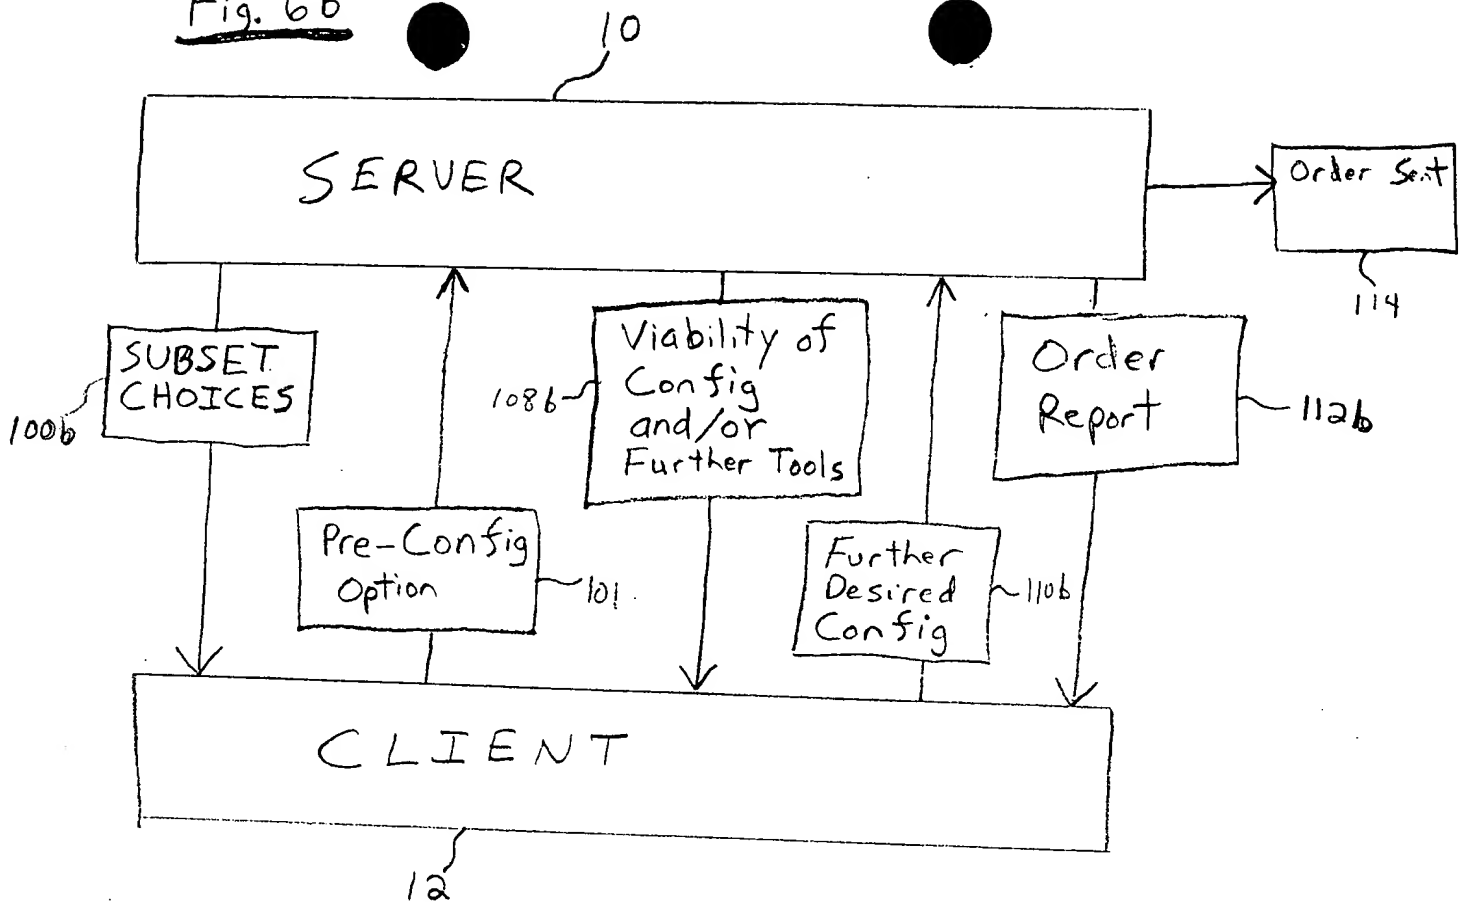 Fig. 6b
10
SERVER
Order Sent
114
SUBSET
CHOICES
100b
Viability of
Config
and/or
Further Tools
108b
Order
Report
112b
Pre-Config
Option
101
Further
Desired
Config
110b
CLIENT
12